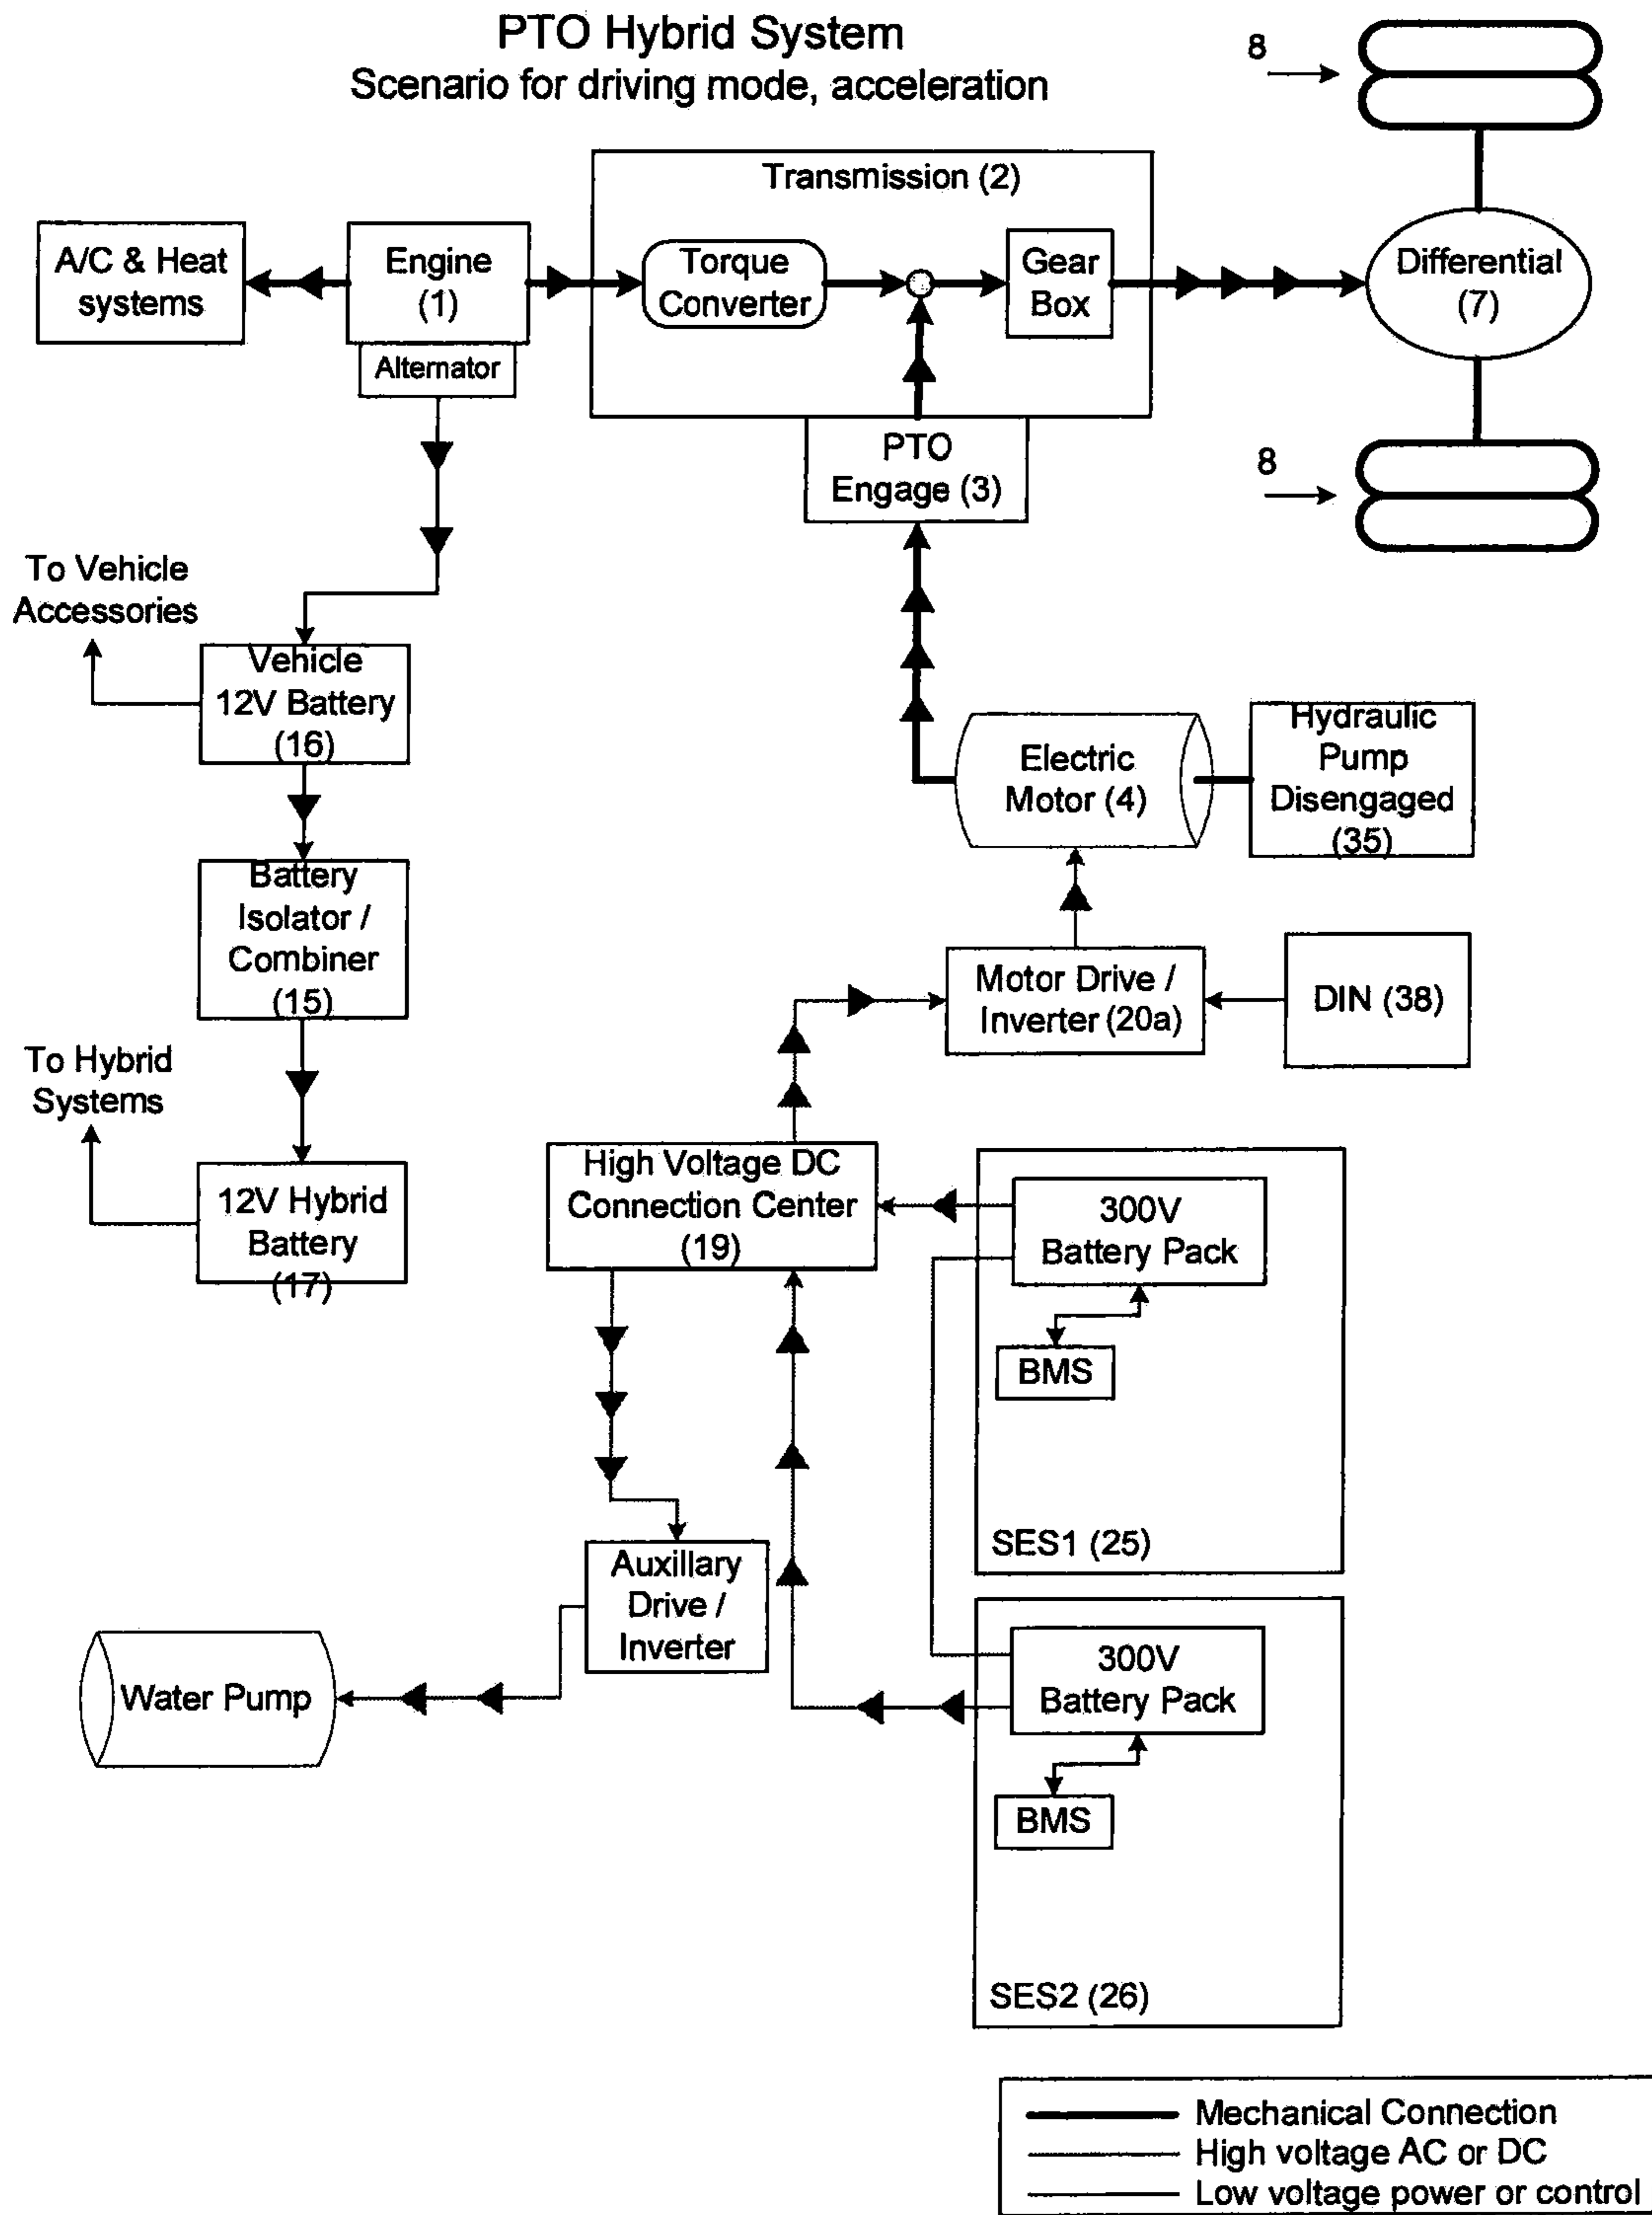 PTO Hybrid System
Scenario for driving mode, acceleration
8
Transmission (2)
A/C & Heat
systems
Engine
(1)
Torque
Converter
Gear
Box
Differential
(7)
Alternator
PTO
Engage (3)
8
To Vehicle
Accessories
Vehicle
12V Battery
(16)
Electric
Motor (4)
Hydraulic
Pump
Disengaged
(35)
Battery
Isolator /
Combiner
(15)
Motor Drive /
Inverter (20a)
DIN (38)
To Hybrid
Systems
12V Hybrid
Battery
(17)
High Voltage DC
Connection Center
(19)
300V
Battery Pack
BMS
SES1 (25)
Auxillary
Drive /
Inverter
Water Pump
300V
Battery Pack
BMS
SES2 (26)
Mechanical Connection
High voltage AC or DC
Low voltage power or control